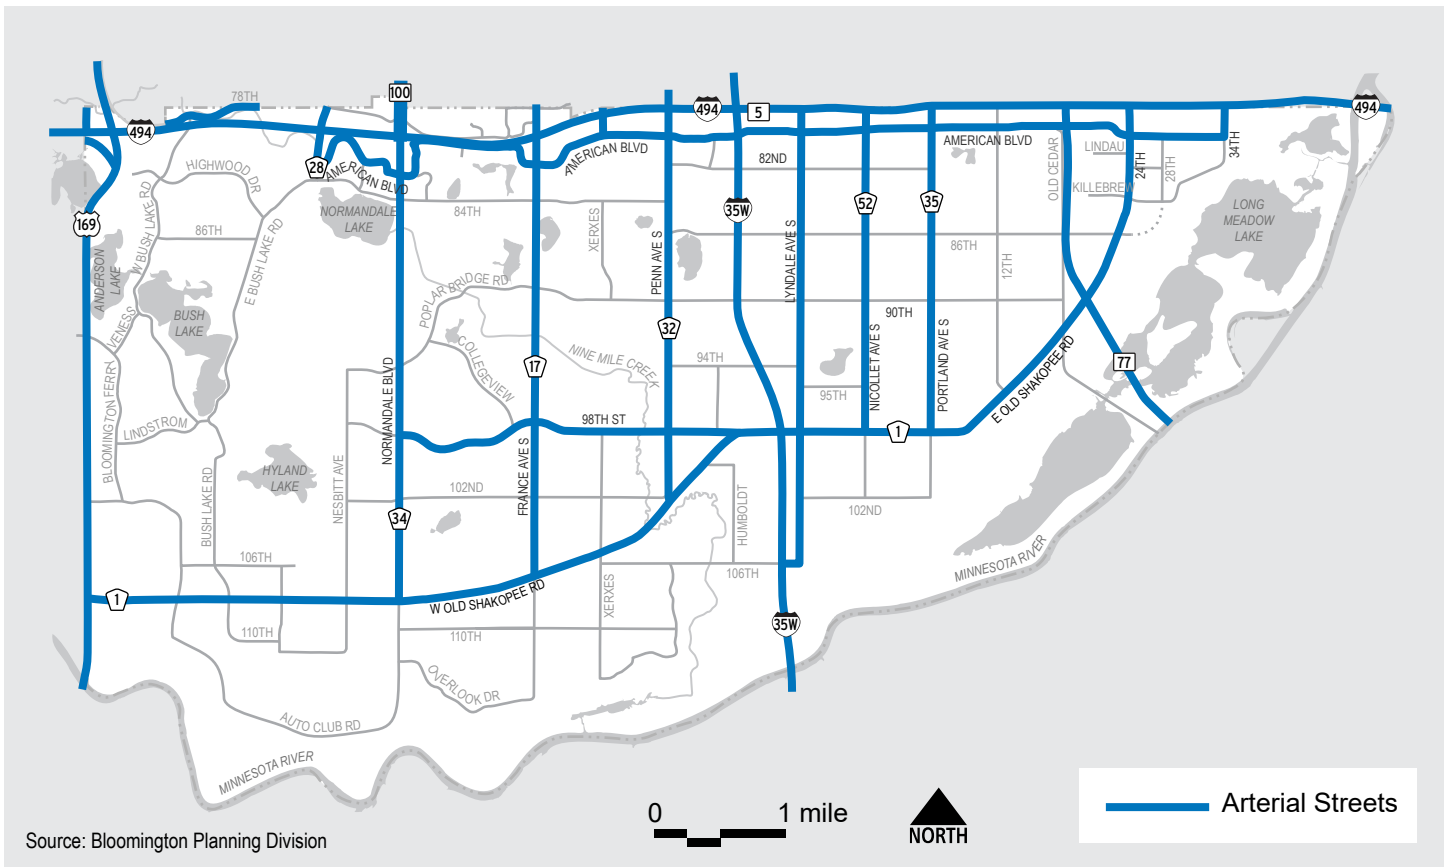 100
78TH
494
5
494
494
494
AMERICAN BLVD
AMERICAN BLVD
AMERICAN BLVD
82ND
OLD CEDAR
LINDAU
24TH
28TH
34TH
KILLEBREW
28
HIGHWOOD DR
W BUSH LAKE RD
86TH
E BUSH LAKE RD
NORMANDALE
LAKE
84TH
XERXES
PENN AVE S
35W
LYNDALE AVE S
52
35
86TH
12TH
LONG
MEADOW
LAKE
169
ANDERSON
LAKE
BUSH
LAKE
VENESS
POPLAR BRIDGE RD
COLLEGEVIEW
NINE MILE CREEK
32
17
90TH
94TH
95TH
NICOLLET AVE S
PORTLAND AVE S
E OLD SHAKOPEE RD
77
BLOOMINGTON FERRY
LINDSTROM
NORMANDALE BLVD
98TH ST
1
HYLAND
LAKE
BUSH LAKE RD
NESBITT AVE
102ND
FRANCE AVE S
34
HUMBOLDT
102ND
106TH
106TH
MINNESOTA RIVER
1
W OLD SHAKOPEE RD
XERXES
35W
110TH
110TH
OVERLOOK DR
AUTO CLUB RD
MINNESOTA RIVER
0 1 mile
NORTH
Arterial Streets
Source: Bloomington Planning Division